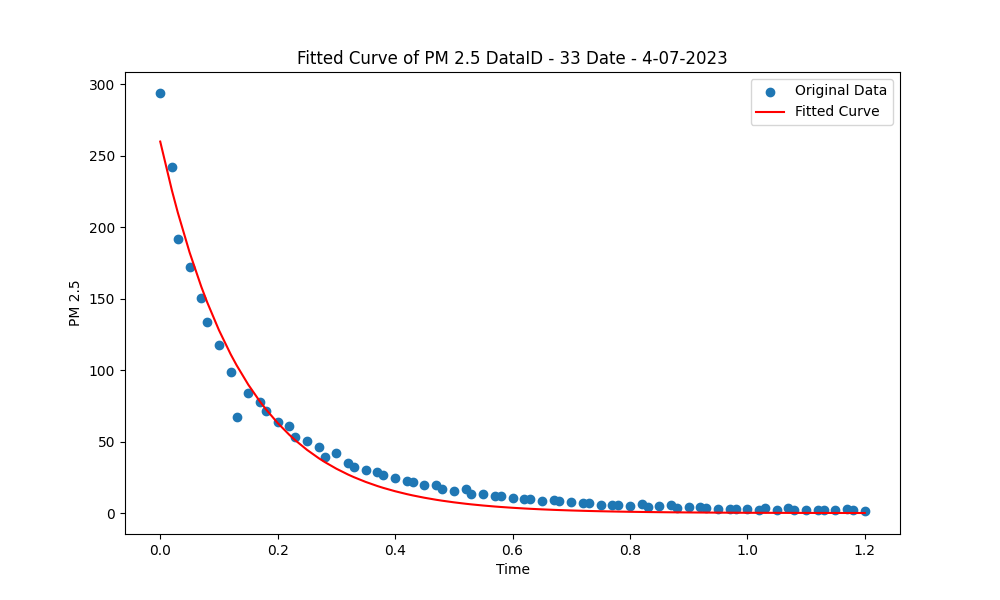 Fitted Curve of PM 2.5 DataID - 33 Date - 4-07-2023
Original Data
Fitted Curve
300
250
200
150
100
50
0
PM 2.5
0.0 0.2 0.4 0.6 0.8 1.0 1.2
Time